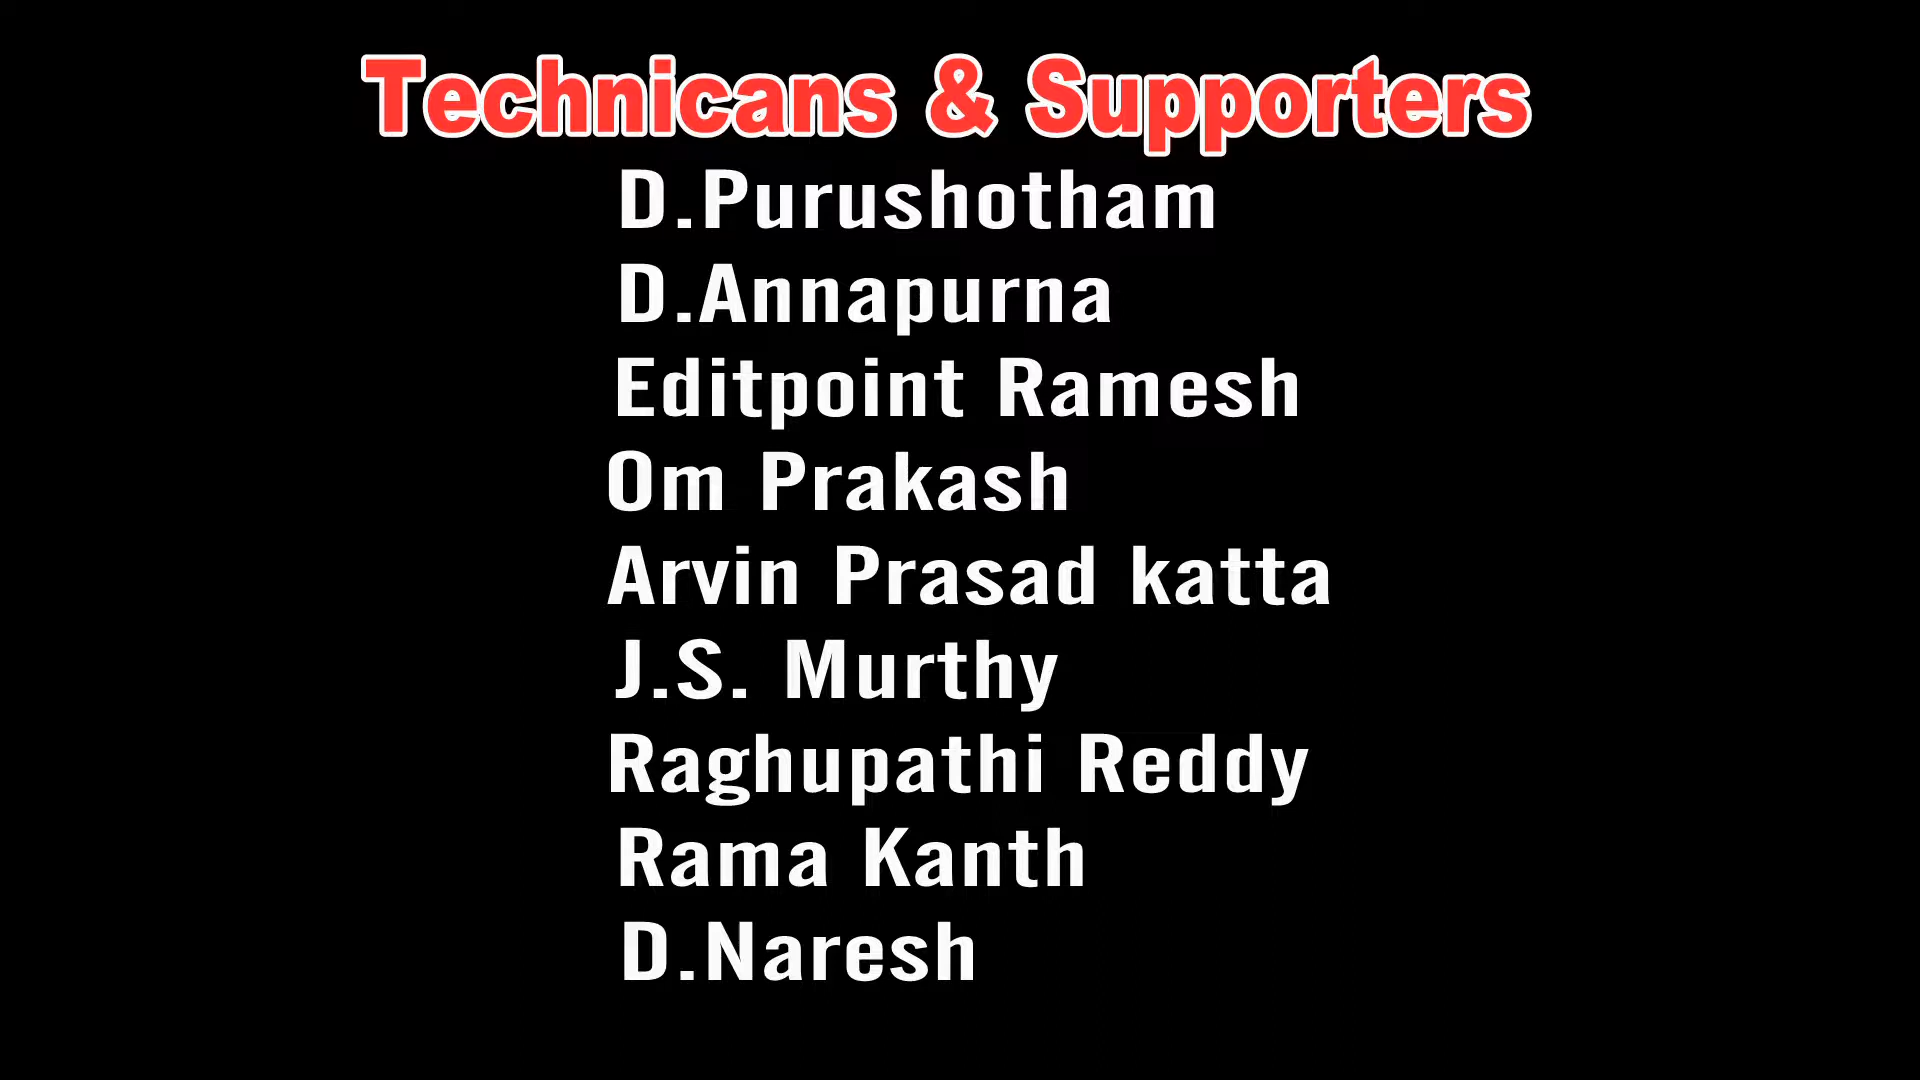 Technicans & Supporters
D.Purushotham
D.Annapurna
Editpoint Ramesh
Om Prakash
Arvin Prasad katta
J.S. Murthy
Raghupathi Reddy
Rama Kanth
D.Naresh